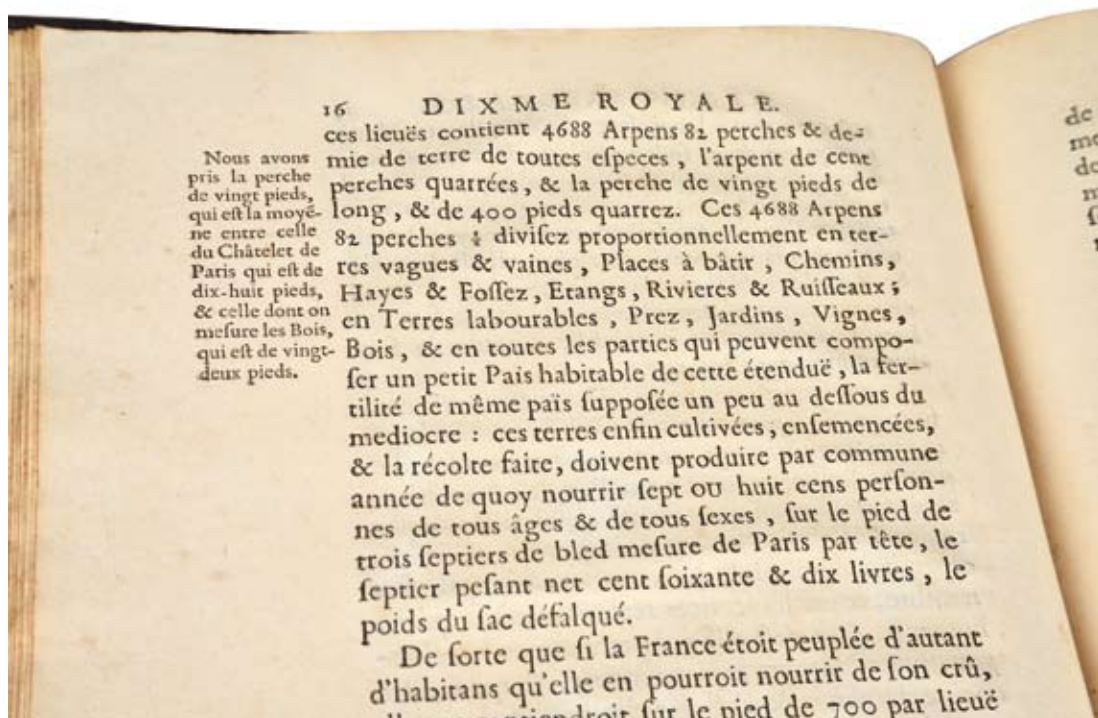 16 DIXME ROYALE.
ces lieuës contient 4688 Arpens 82 perches & de-
mie de terre de toutes eſpeces, l'arpent de cent
perches quarrées, & la perche de vingt pieds de
long, & de 400 pieds quarrez. Ces 4688 Arpens
82 perches ½ diviſez proportionnellement en ter-
res vagues & vaines, Places à bâtir, Chemins,
Hayes & Foſſez, Etangs, Rivieres & Ruiſſeaux;
en Terres labourables, Prez, Jardins, Vignes,
Bois, & en toutes les parties qui peuvent compo-
ſer un petit Païs habitable de cette étenduë, la fer-
tilité de même païs ſuppoſée un peu au deſſous du
mediocre : ces terres enfin cultivées, enſemencées,
& la récolte faite, doivent produire par commune
année de quoy nourrir ſept ou huit cens perſon-
nes de tous âges & de tous ſexes, ſur le pied de
trois ſeptiers de bled meſure de Paris par tête, le
ſeptier peſant net cent ſoixante & dix livres, le
poids du ſac défalqué.
De ſorte que ſi la France étoit peuplée d'autant
d'habitans qu'elle en pourroit nourrir de ſon crû,
ſur le pied de 700 par lieuë
Nous avons
pris la perche
de vingt pieds,
qui eſt la moyé-
ne entre celle
du Châtelet de
Paris qui eſt de
dix-huit pieds,
& celle dont on
meſure les Bois,
qui eſt de vingt-
deux pieds.
de